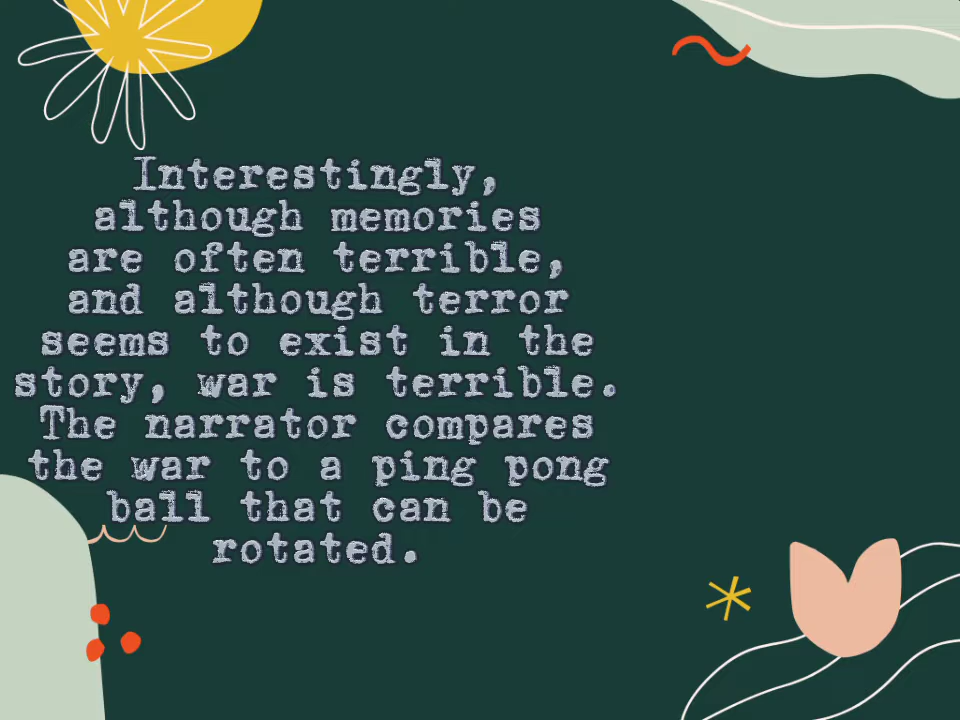 Interestingly,
although memories
are often terrible,
and although terror
seems to exist in the
story, war is terrible.
The narrator compares
the war to a ping pong
ball that can be
rotated.